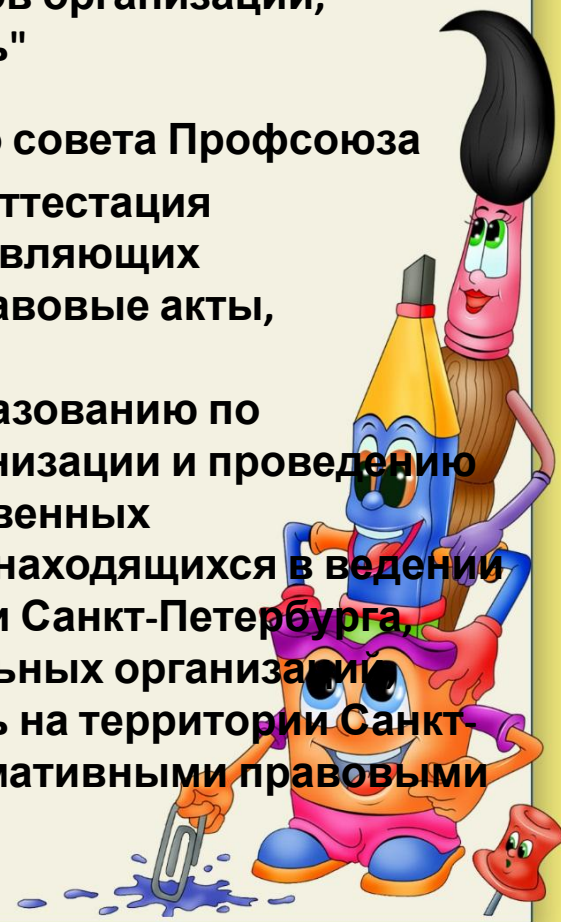 ов организации,
ь"
о совета Профсоюза
ттестация
вляющих
авовые акты,
азованию по
низации и проведению
венных
находящихся в ведении
и Санкт-Петербурга,
ьных организаций,
ь на территории Санкт-
мативными правовыми